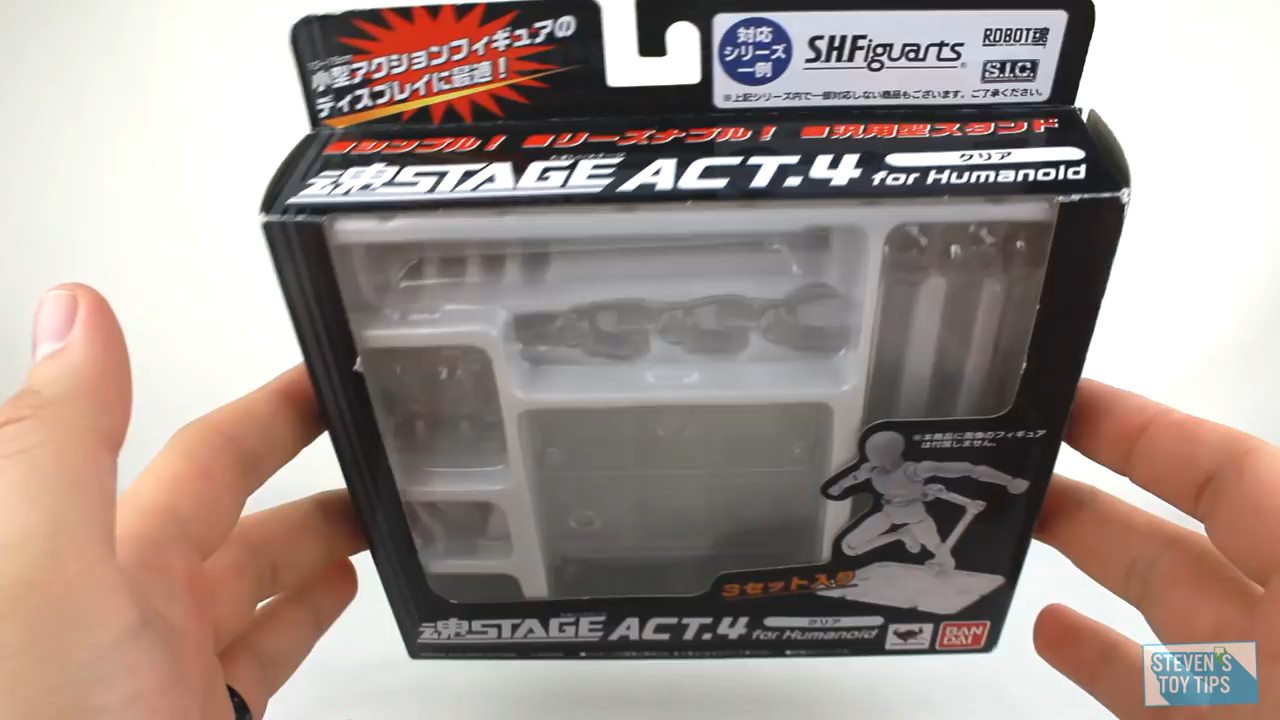 小型アクションフィギュアの
ディスプレイに最適!
対応
シリーズ
一例
S.H.Figuarts
ROBOT魂
S.I.C.
※上記シリーズ内で一部対応しない商品もございます。ご了承ください。
■シンプル! ■リーズナブル! ■汎用型スタンド
魂STAGE ACT.4 クリア for Humanoid
※本商品に画像のフィギュア
は付属しません。
3セット入り
魂STAGE ACT.4 クリア for Humanoid
BAN
DAI
STEVEN'S
TOY TIPS